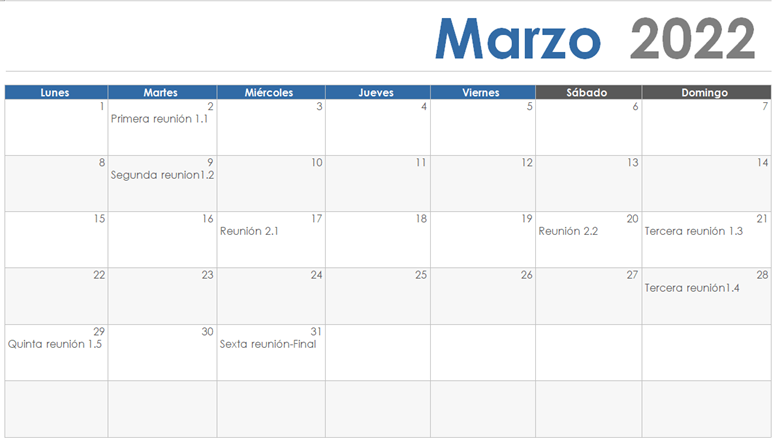 Marzo 2022
Lunes Martes Miércoles Jueves Viernes Sábado Domingo
1 2 3 4 5 6 7
Primera reunión 1.1
8 9 10 11 12 13 14
Segunda reunion1.2
15 16 17 18 19 20 21
Reunión 2.1 Reunión 2.2 Tercera reunión 1.3
22 23 24 25 26 27 28
Tercera reunión1.4
29 30 31
Quinta reunión 1.5 Sexta reunión-Final